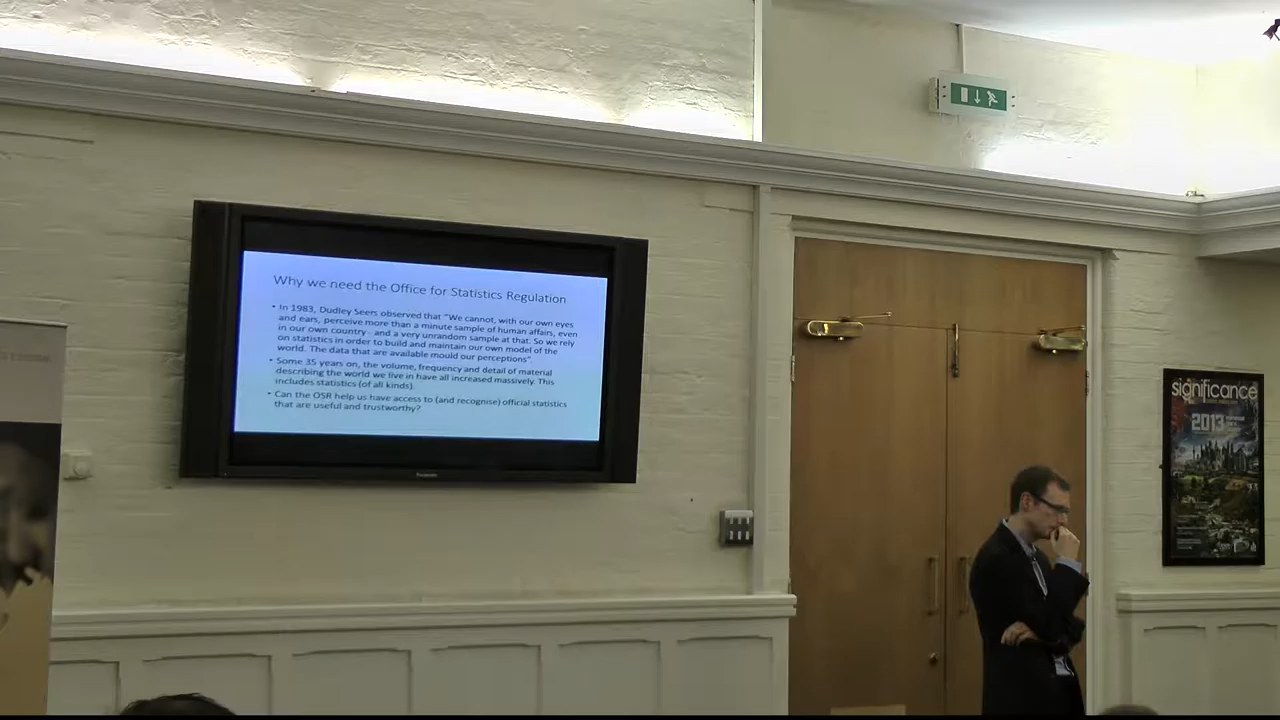 Why we need the Office for Statistics Regulation
• In 1983, Dudley Seers observed that "We cannot, with our own eyes
and ears, perceive more than a minute sample of human affairs, even
in our own country - and a very unrandom sample at that. So we rely
on statistics in order to build and maintain our own model of the
world. The data that are available mould our perceptions"
• Some 35 years on, the volume, frequency and detail of material
describing the world we live in have all increased massively. This
includes statistics (of all kinds).
• Can the OSR help us have access to (and recognise) official statistics
that are useful and trustworthy?
Panasonic
significance
2013